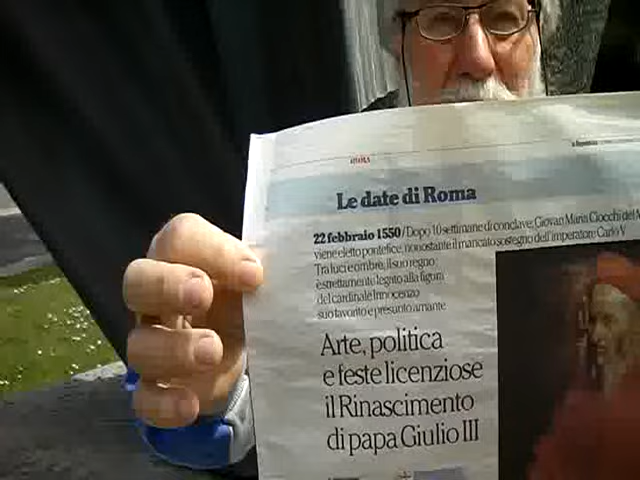 ROMA
Le date di Roma
22 febbraio 1550/Dopo 10 settimane di conclave, Giovan Maria Ciocchi del
viene eletto pontefice, nonostante il mancato sostegno dell'imperatore Carlo V
Tra luci e ombre, il suo regno
è strettamente legato alla figura
del cardinale Innocenzo
suo favorito e presunto amante
Arte, politica
e feste licenziose
il Rinascimento
di papa Giulio III